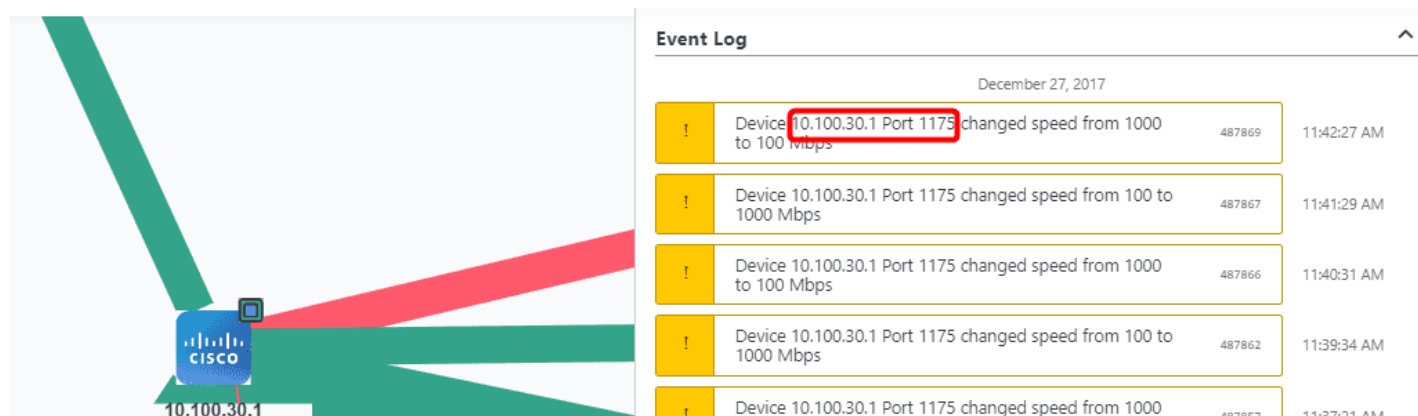 Event Log
December 27, 2017
! Device 10.100.30.1 Port 1175 changed speed from 1000 487869 11:42:27 AM
to 100 Mbps
! Device 10.100.30.1 Port 1175 changed speed from 100 to 487867 11:41:29 AM
1000 Mbps
! Device 10.100.30.1 Port 1175 changed speed from 1000 487866 11:40:31 AM
to 100 Mbps
! Device 10.100.30.1 Port 1175 changed speed from 100 to 487862 11:39:34 AM
1000 Mbps
! Device 10.100.30.1 Port 1175 changed speed from 1000 487857 11:37:21 AM
CISCO
10.100.30.1